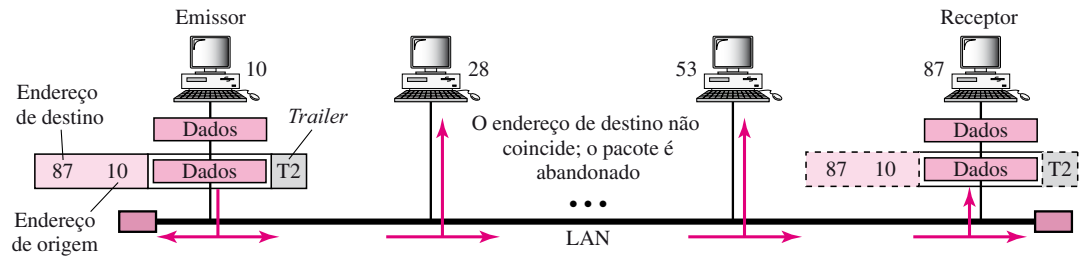 Emissor
Receptor
10
28
53
87
Endereço
de destino
Trailer
Dados
O endereço de destino não
coincide; o pacote é
abandonado
Dados
87 10 Dados T2
87 10 Dados T2
Endereço
de origem
• • •
LAN